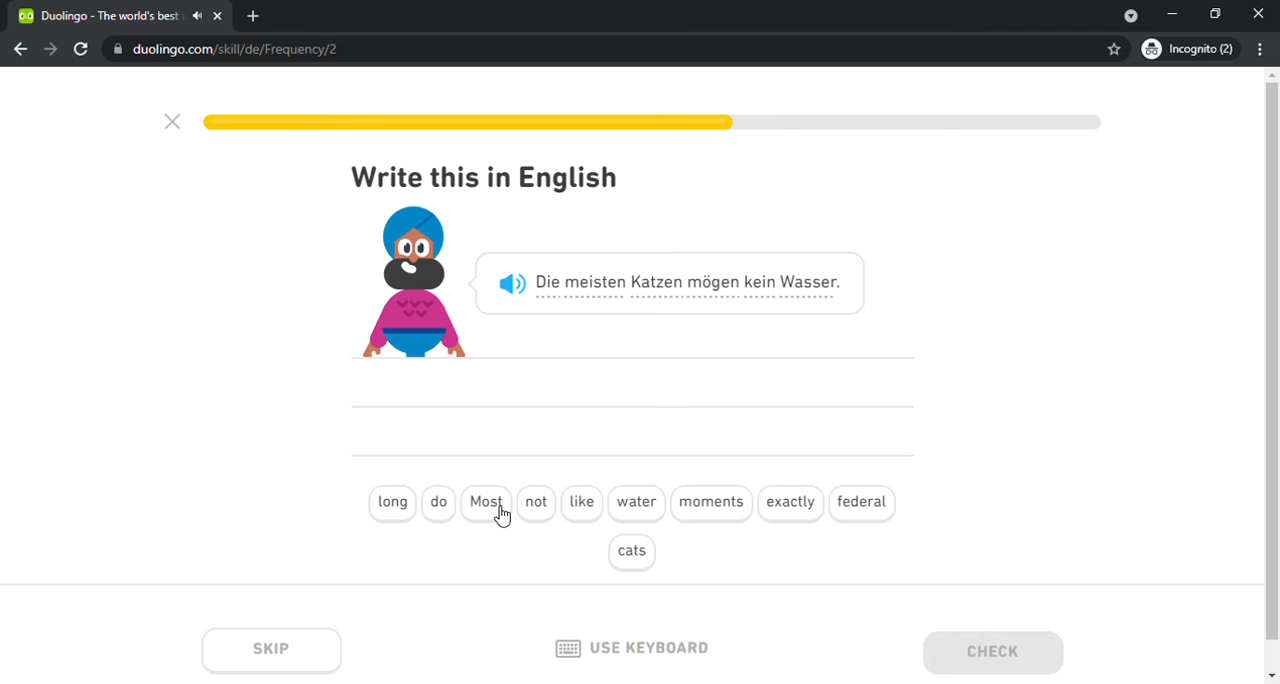 Duolingo - The world's best
duolingo.com/skill/de/Frequency/2
Incognito (2)
Write this in English
Die meisten Katzen mögen kein Wasser.
long do Most not like water moments exactly federal
cats
SKIP USE KEYBOARD CHECK